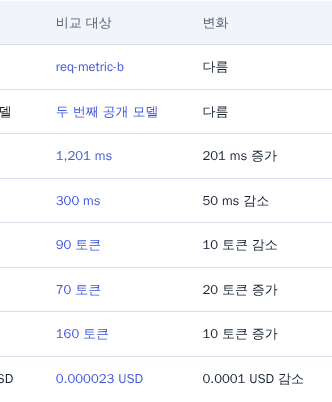 비교 대상 변화
req-metric-b 다름
델 두 번째 공개 모델 다름
1,201 ms 201 ms 증가
300 ms 50 ms 감소
90 토큰 10 토큰 감소
70 토큰 20 토큰 증가
160 토큰 10 토큰 증가
SD 0.000023 USD 0.0001 USD 감소